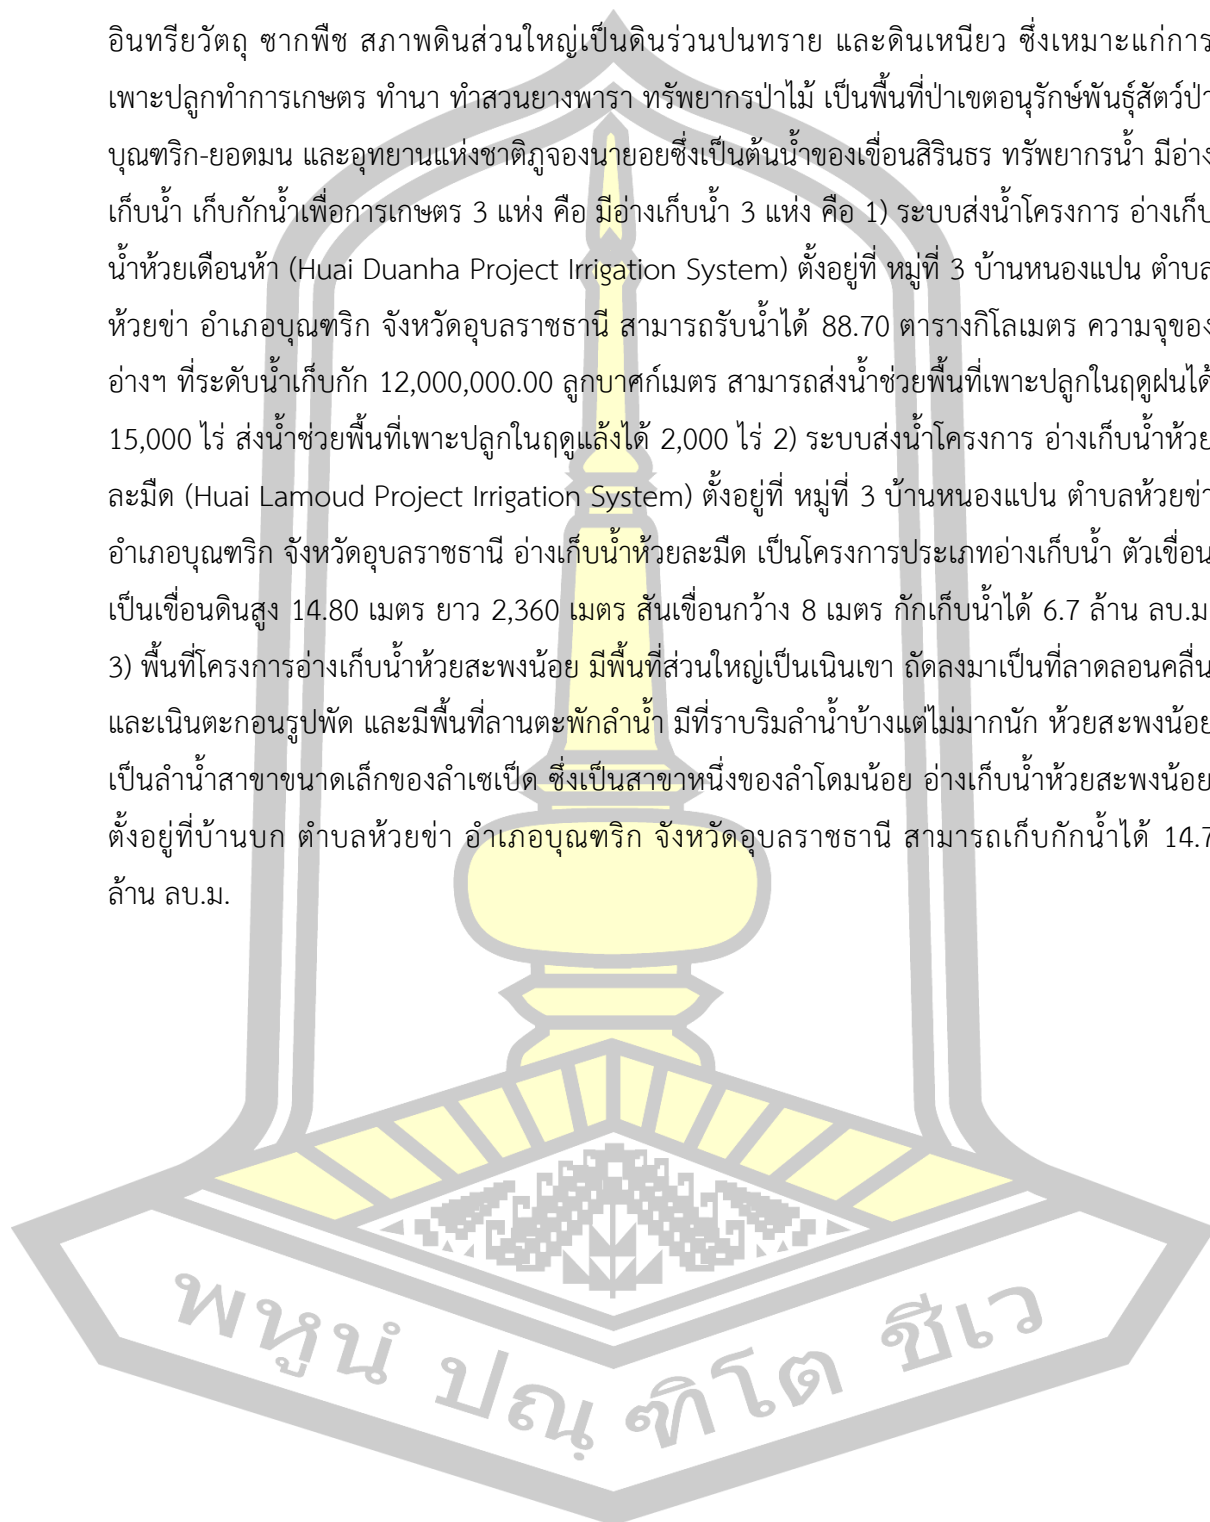 อินทรียวัตถุ ซากพืช สภาพดินส่วนใหญ่เป็นดินร่วนปนทราย และดินเหนียว ซึ่งเหมาะแก่การ
เพาะปลูกทำการเกษตร ทำนา ทำสวนยางพารา ทรัพยากรป่าไม้ เป็นพื้นที่ป่าเขตอนุรักษ์พันธุ์สัตว์ป่า
บุณฑริก-ยอดมน และอุทยานแห่งชาติภูจองนายอยซึ่งเป็นต้นน้ำของเขื่อนสิรินธร ทรัพยากรน้ำ มีอ่าง
เก็บน้ำ เก็บกักน้ำเพื่อการเกษตร 3 แห่ง คือ มีอ่างเก็บน้ำ 3 แห่ง คือ 1) ระบบส่งน้ำโครงการ อ่างเก็บ
น้ำห้วยเดือนห้า (Huai Duanha Project Irrigation System) ตั้งอยู่ที่ หมู่ที่ 3 บ้านหนองแปน ตำบล
ห้วยข่า อำเภอบุณฑริก จังหวัดอุบลราชธานี สามารถรับน้ำได้ 88.70 ตารางกิโลเมตร ความจุของ
อ่างฯ ที่ระดับน้ำเก็บกัก 12,000,000.00 ลูกบาศก์เมตร สามารถส่งน้ำช่วยพื้นที่เพาะปลูกในฤดูฝนได้
15,000 ไร่ ส่งน้ำช่วยพื้นที่เพาะปลูกในฤดูแล้งได้ 2,000 ไร่ 2) ระบบส่งน้ำโครงการ อ่างเก็บน้ำห้วย
ละมืด (Huai Lamoud Project Irrigation System) ตั้งอยู่ที่ หมู่ที่ 3 บ้านหนองแปน ตำบลห้วยข่า
อำเภอบุณฑริก จังหวัดอุบลราชธานี อ่างเก็บน้ำห้วยละมืด เป็นโครงการประเภทอ่างเก็บน้ำ ตัวเขื่อน
เป็นเขื่อนดินสูง 14.80 เมตร ยาว 2,360 เมตร สันเขื่อนกว้าง 8 เมตร กักเก็บน้ำได้ 6.7 ล้าน ลบ.ม
3) พื้นที่โครงการอ่างเก็บน้ำห้วยสะพงน้อย มีพื้นที่ส่วนใหญ่เป็นเนินเขา ถัดลงมาเป็นที่ลาดลอนคลื่น
และเนินตะกอนรูปพัด และมีพื้นที่ลานตะพักลำน้ำ มีที่ราบริมลำน้ำบ้างแต่ไม่มากนัก ห้วยสะพงน้อย
เป็นลำน้ำสาขาขนาดเล็กของลำเซเป็ด ซึ่งเป็นสาขาหนึ่งของลำโดมน้อย อ่างเก็บน้ำห้วยสะพงน้อย
ตั้งอยู่ที่บ้านบก ตำบลห้วยข่า อำเภอบุณฑริก จังหวัดอุบลราชธานี สามารถเก็บกักน้ำได้ 14.7
ล้าน ลบ.ม.
พหูนํ ปณฺ ฑิโต ชีเว